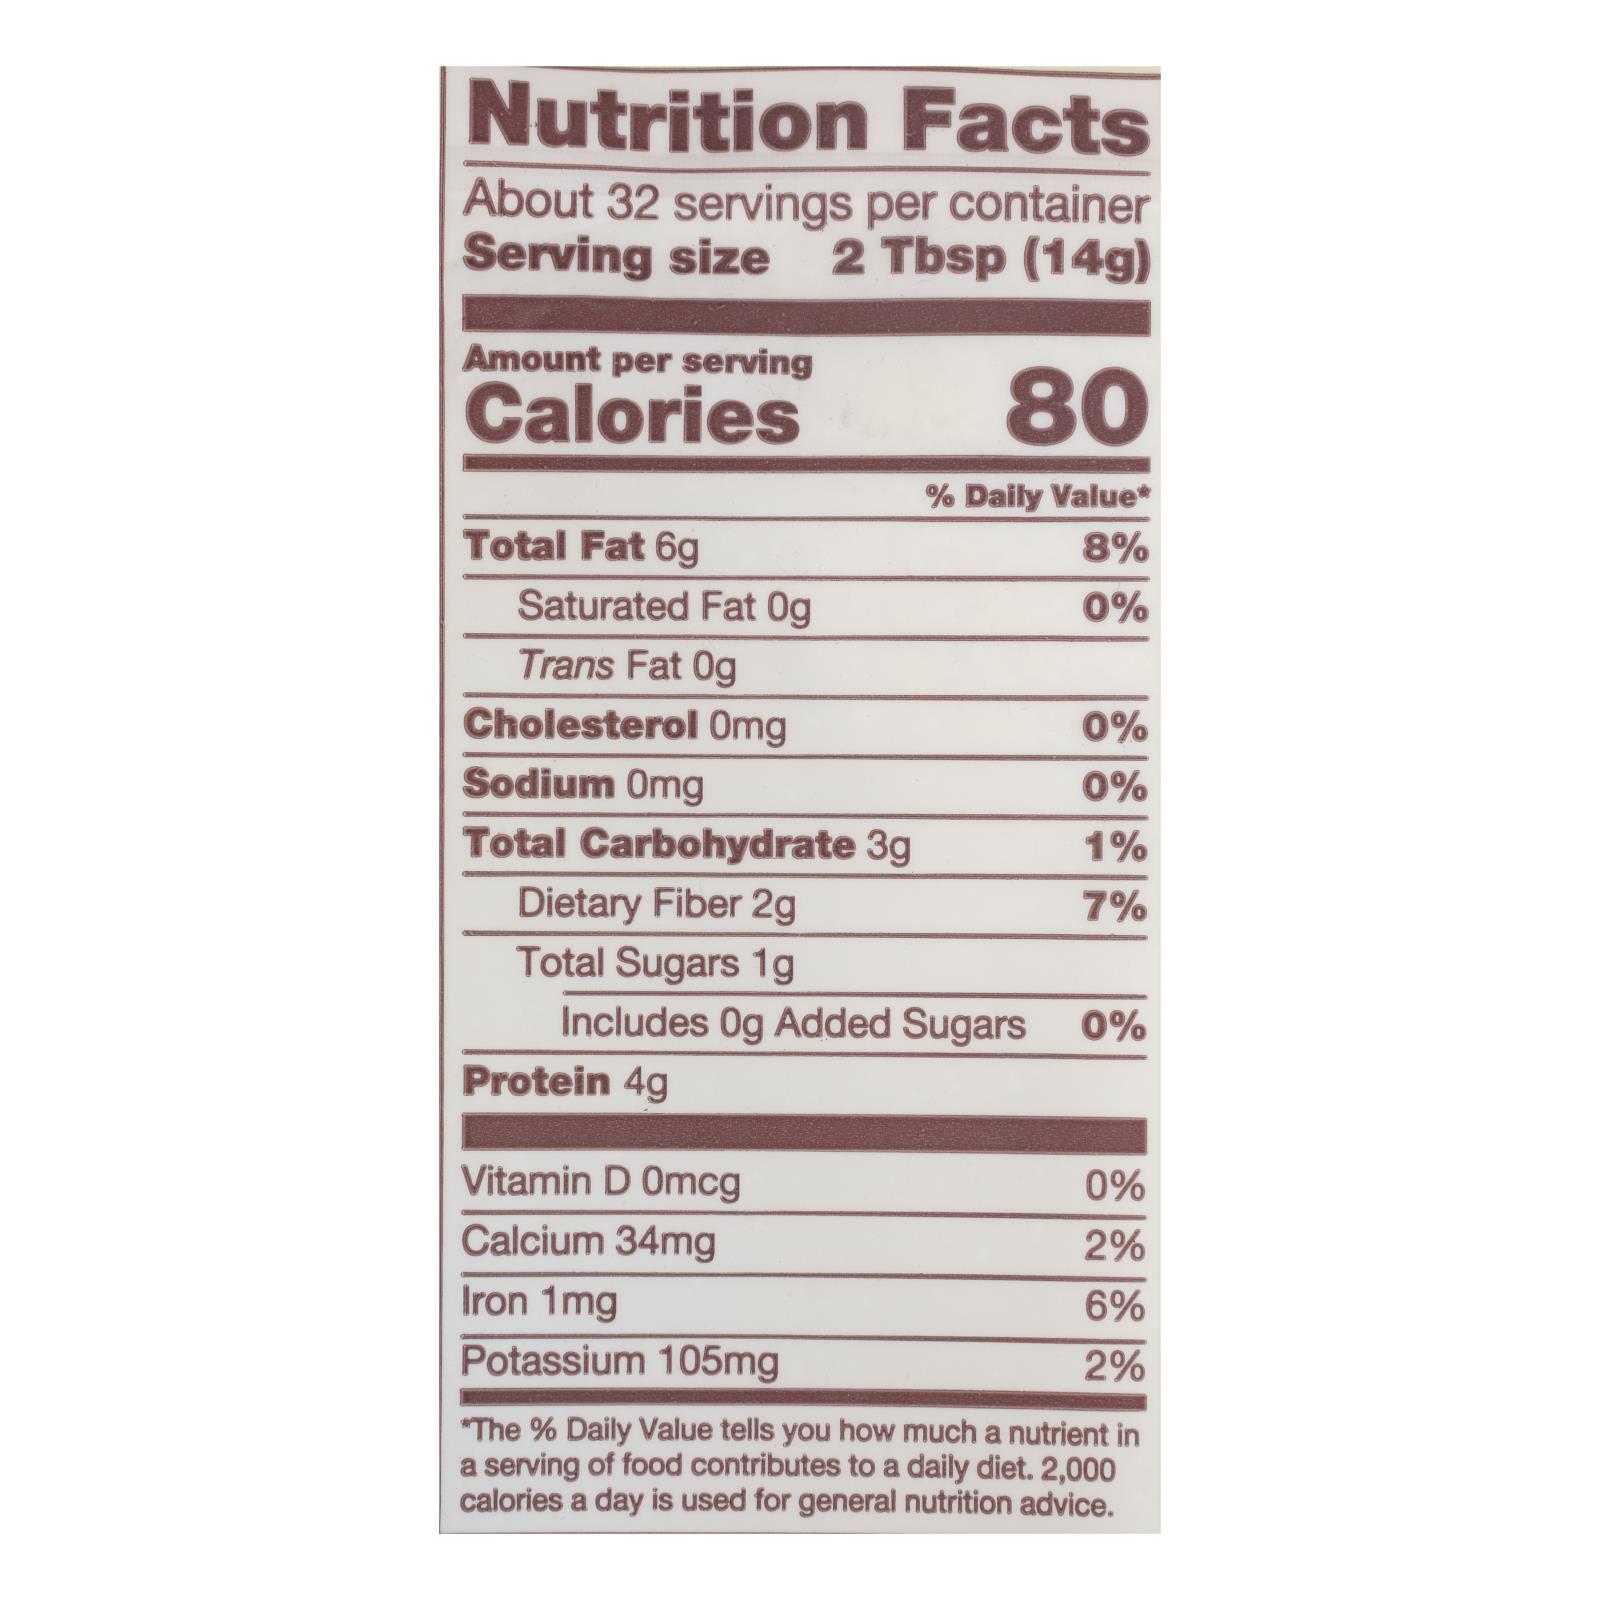 Nutrition Facts
About 32 servings per container
Serving size 2 Tbsp (14g)
Amount per serving
Calories 80
% Daily Value*
Total Fat 6g 8%
Saturated Fat 0g 0%
Trans Fat 0g
Cholesterol 0mg 0%
Sodium 0mg 0%
Total Carbohydrate 3g 1%
Dietary Fiber 2g 7%
Total Sugars 1g
Includes 0g Added Sugars 0%
Protein 4g
Vitamin D 0mcg 0%
Calcium 34mg 2%
Iron 1mg 6%
Potassium 105mg 2%
*The % Daily Value tells you how much a nutrient in
a serving of food contributes to a daily diet. 2,000
calories a day is used for general nutrition advice.